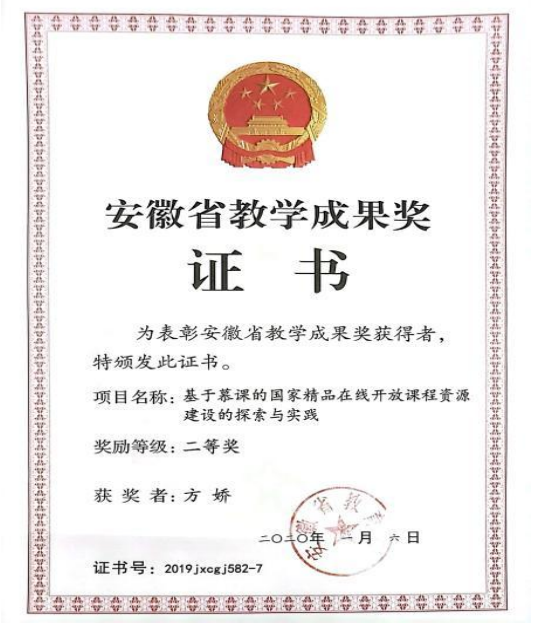 安徽省教学成果奖
证 书
为表彰安徽省教学成果奖获得者，
特颁发此证书。
项目名称：基于慕课的国家精品在线开放课程资源
建设的探索与实践
奖励等级：二等奖
获 奖 者：方 娇
安徽省教
二〇二〇年 一月 六日
证书号：2019jxcgj582-7